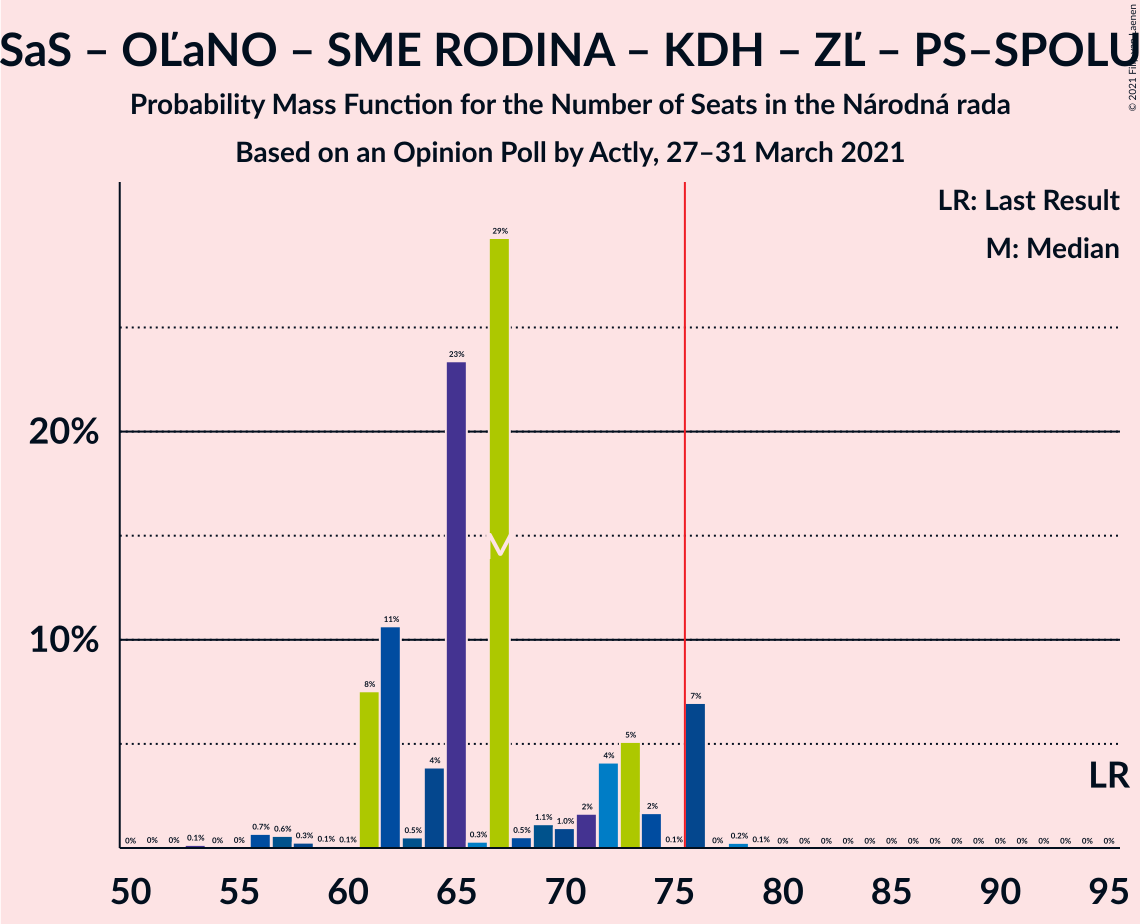 SaS – OĽaNO – SME RODINA – KDH – ZĽ – PS–SPOLU
Probability Mass Function for the Number of Seats in the Národná rada
Based on an Opinion Poll by Actly, 27–31 March 2021
© 2021 Laenen
LR: Last Result
M: Median
29%
23%
20%
11%
10%
8%
7%
5%
4%
4%
LR
2%
2%
1.1%
1.0%
0.7%
0.6%
0.5%
0.5%
0.3%
0.3%
0.2%
0% 0% 0% 0.1% 0% 0% 0.1% 0.1% 0.1% 0% 0.1% 0% 0% 0% 0% 0% 0% 0% 0% 0% 0% 0% 0% 0% 0% 0% 0%
M
50 55 60 65 70 75 80 85 90 95